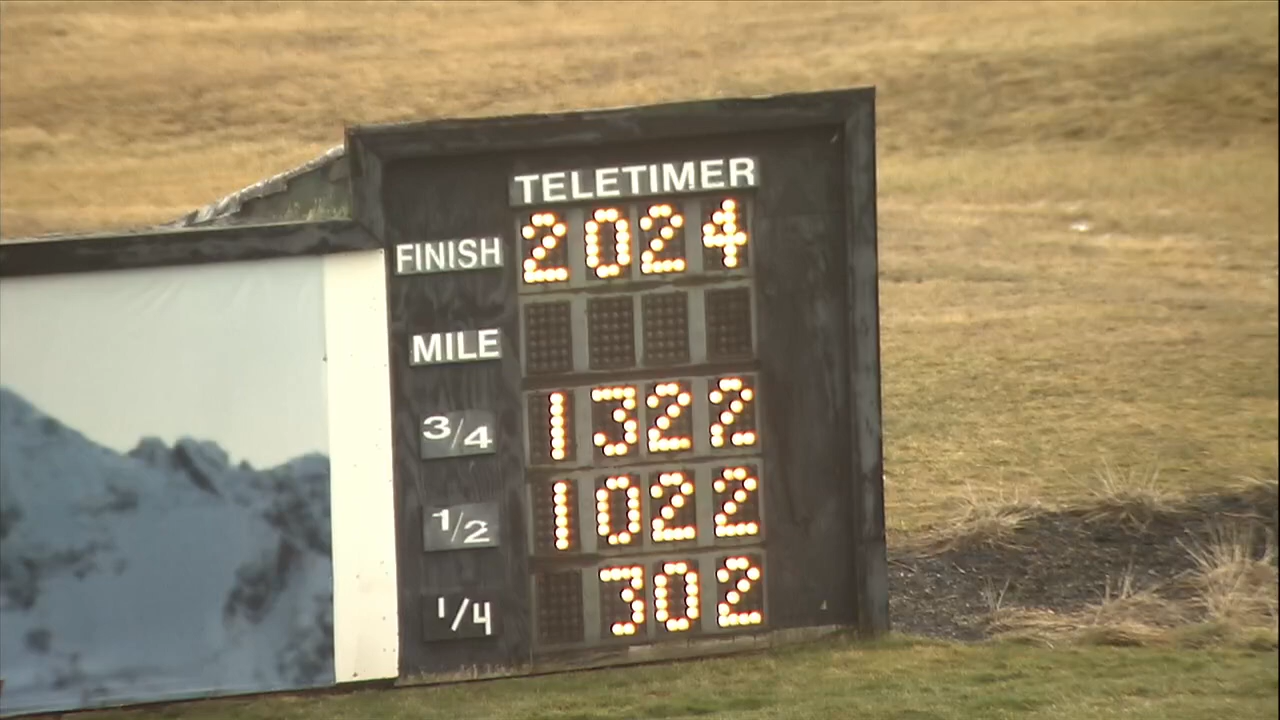 TELETIMER
FINISH 2024
MILE
3/4 1322
1/2 1022
1/4 302